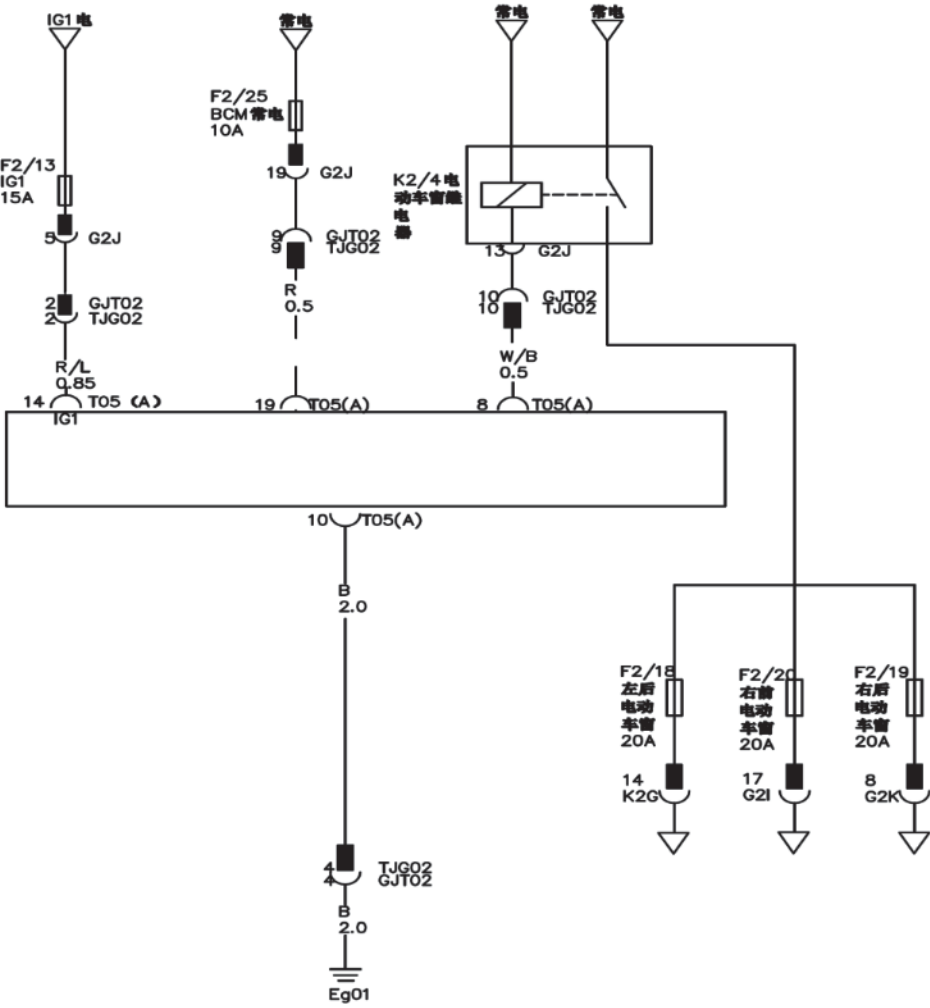 IG1电
常电
常电
常电
F2/25
BCM常电
10A
F2/13
IG1
15A
19 G2J
K2/4电
动车窗继
电
器
5 G2J
9 GJT02
9 TJG02
13 G2J
R
0.5
2 GJT02
2 TJG02
10 GJT02
10 TJG02
R/L
0.85
W/B
0.5
14 T05 (A)
19 T05(A)
8 T05(A)
IG1
10 T05(A)
B
2.0
F2/18
左后
电动
车窗
20A
F2/20
右前
电动
车窗
20A
F2/19
右后
电动
车窗
20A
14
K2G
17
G2I
8
G2K
4 TJG02
4 GJT02
B
2.0
Eg01